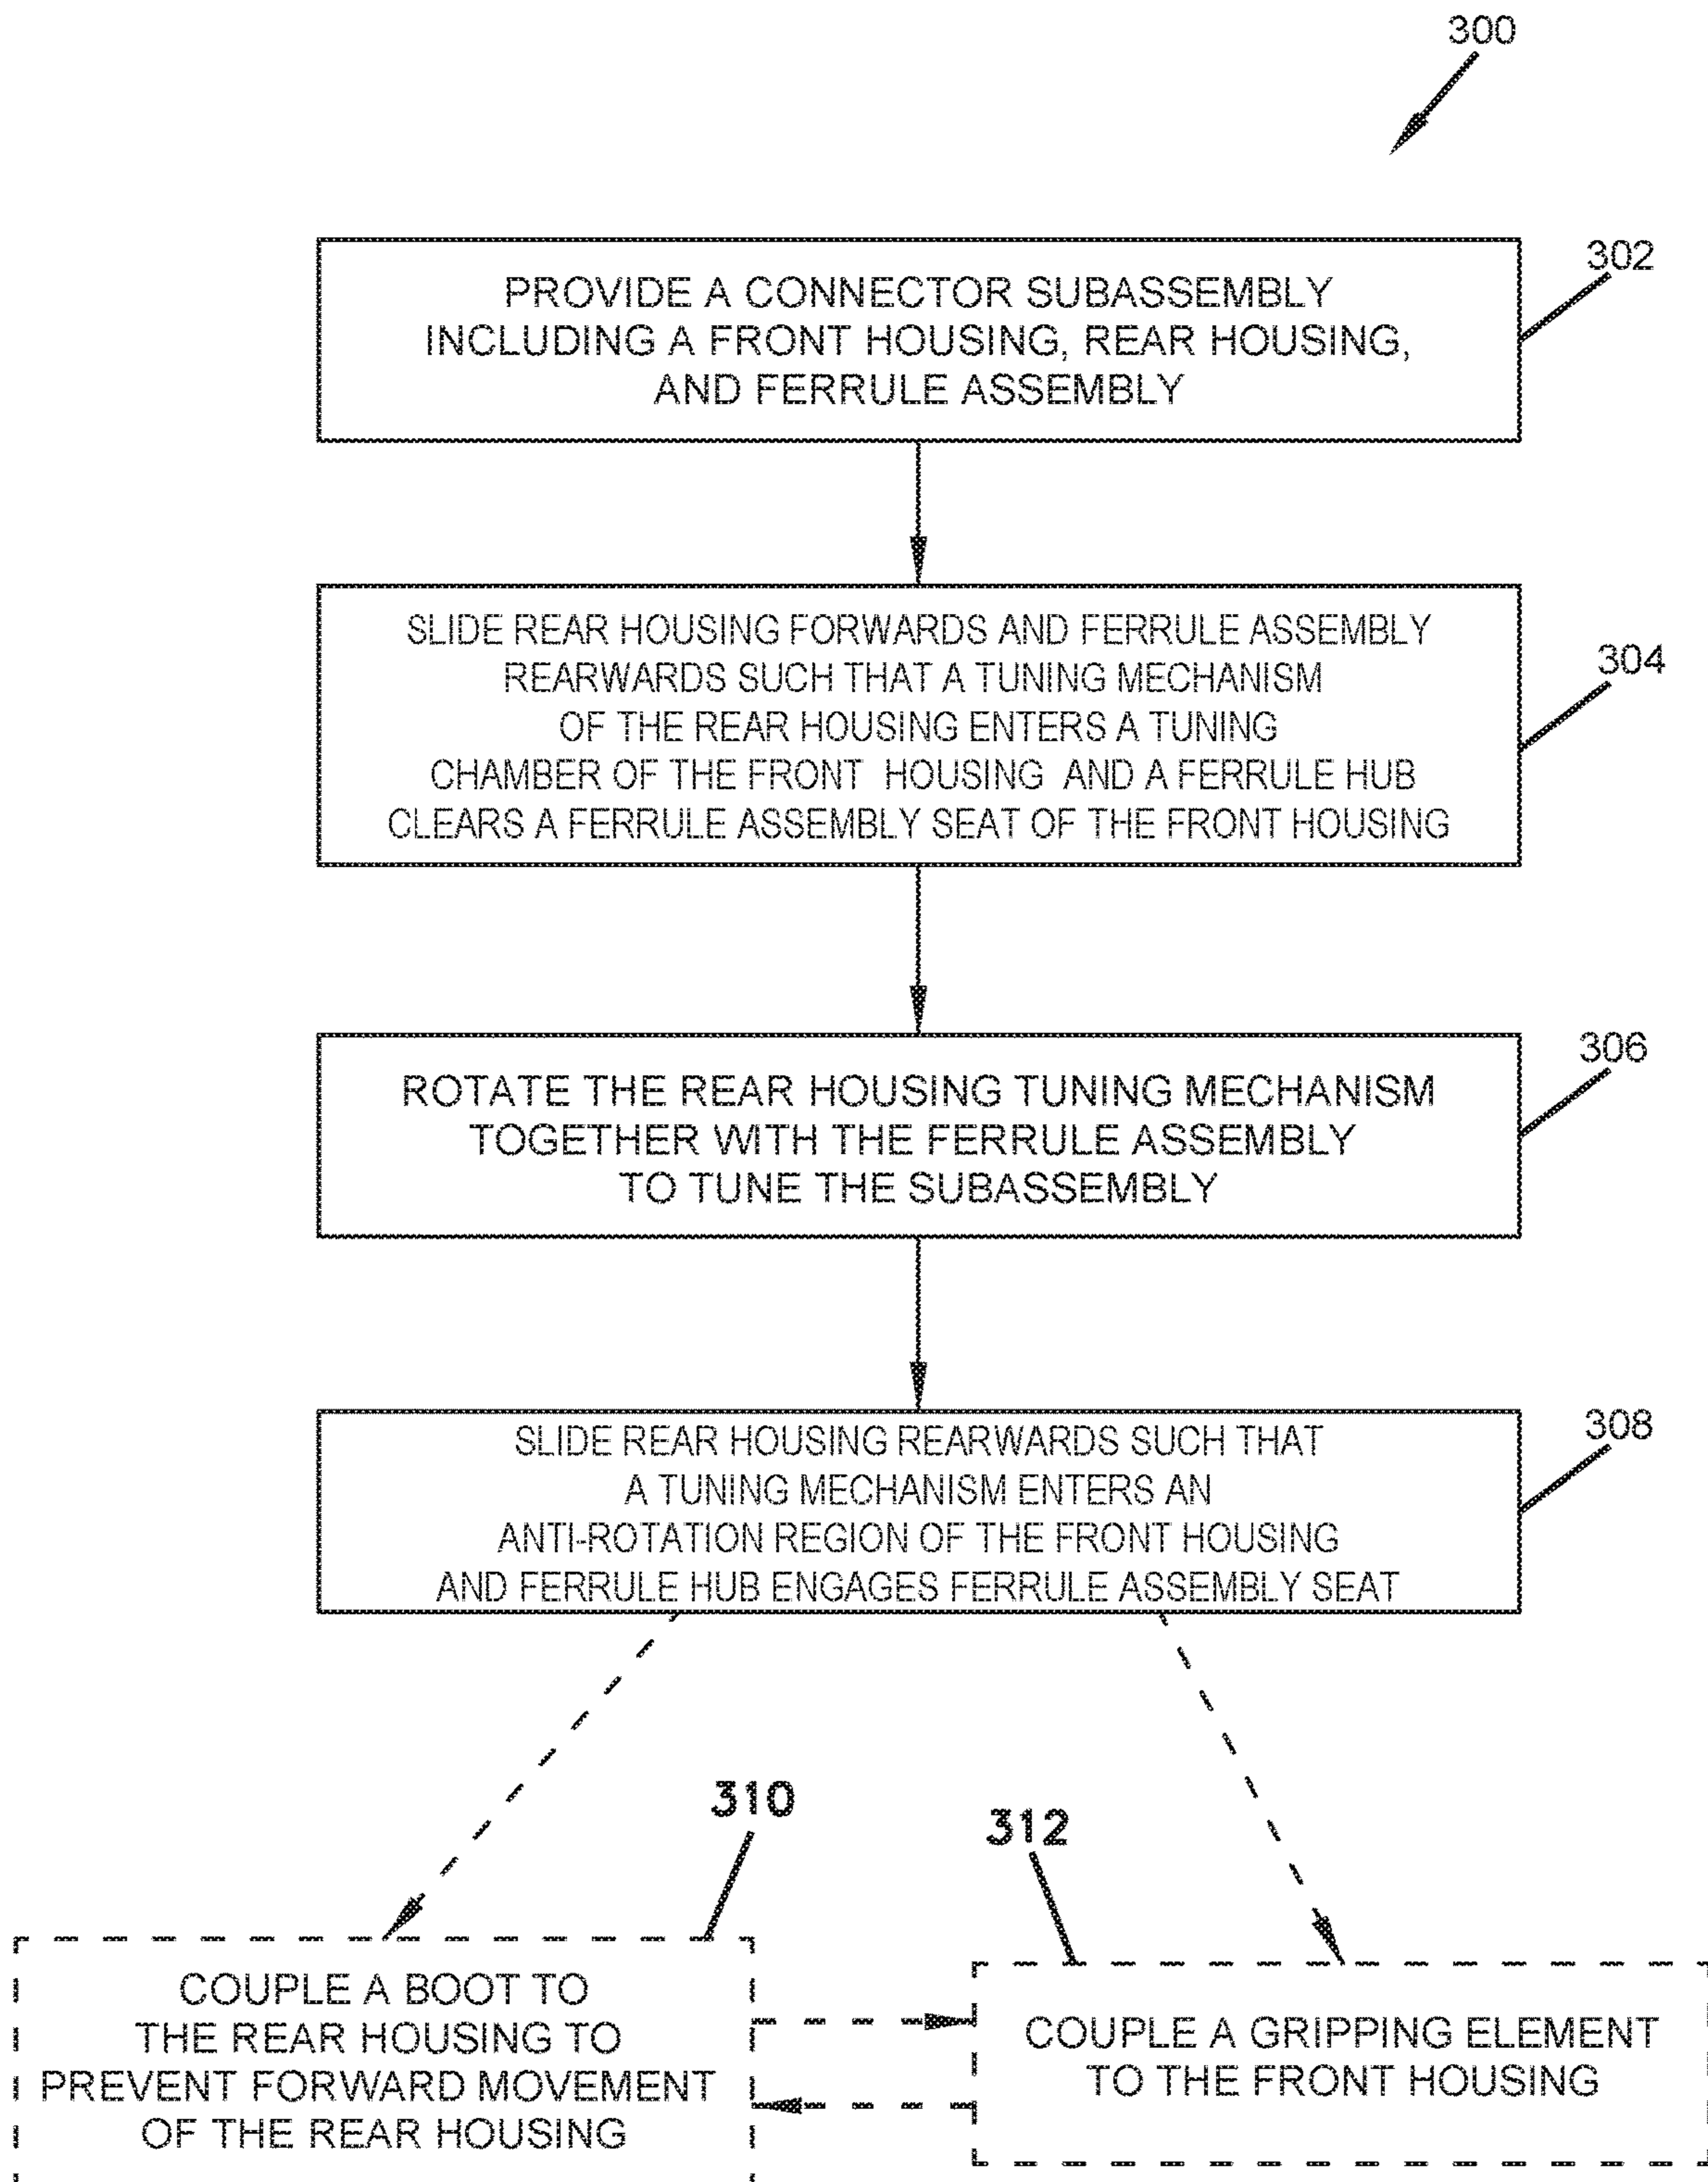 300
302
PROVIDE A CONNECTOR SUBASSEMBLY
INCLUDING A FRONT HOUSING, REAR HOUSING,
AND FERRULE ASSEMBLY
304
SLIDE REAR HOUSING FORWARDS AND FERRULE ASSEMBLY
REARWARDS SUCH THAT A TUNING MECHANISM
OF THE REAR HOUSING ENTERS A TUNING
CHAMBER OF THE FRONT HOUSING AND A FERRULE HUB
CLEARS A FERRULE ASSEMBLY SEAT OF THE FRONT HOUSING
306
ROTATE THE REAR HOUSING TUNING MECHANISM
TOGETHER WITH THE FERRULE ASSEMBLY
TO TUNE THE SUBASSEMBLY
308
SLIDE REAR HOUSING REARWARDS SUCH THAT
A TUNING MECHANISM ENTERS AN
ANTI-ROTATION REGION OF THE FRONT HOUSING
AND FERRULE HUB ENGAGES FERRULE ASSEMBLY SEAT
310
COUPLE A BOOT TO
THE REAR HOUSING TO
PREVENT FORWARD MOVEMENT
OF THE REAR HOUSING
312
COUPLE A GRIPPING ELEMENT
TO THE FRONT HOUSING